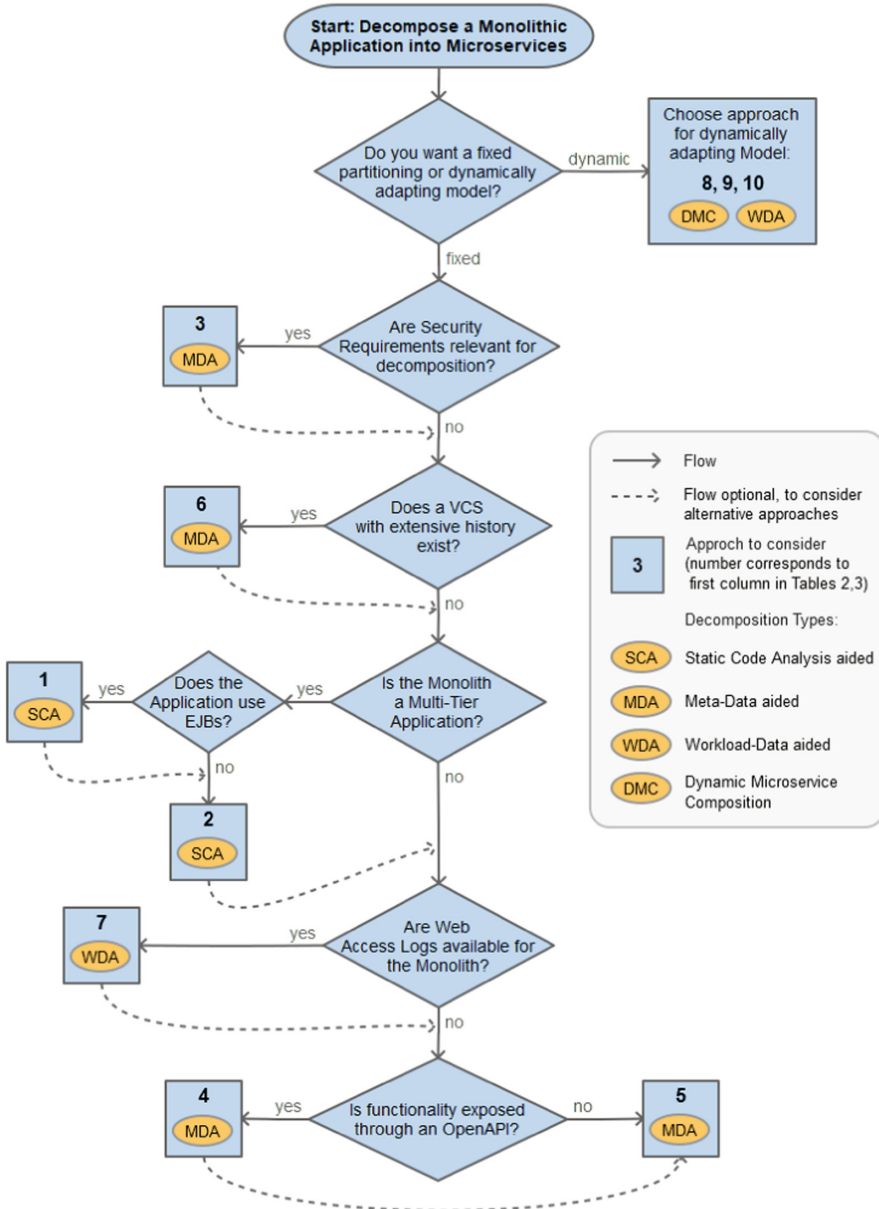 Start: Decompose a Monolithic
Application into Microservices
Do you want a fixed
partitioning or dynamically
adapting model?
dynamic
Choose approach
for dynamically
adapting Model:
8, 9, 10
DMC
WDA
fixed
Are Security
Requirements relevant for
decomposition?
yes
3
MDA
no
Does a VCS
with extensive history
exist?
yes
6
MDA
no
Is the Monolith
a Multi-Tier
Application?
yes
Does the
Application use
EJBs?
yes
1
SCA
no
2
SCA
no
Are Web
Access Logs available for
the Monolith?
yes
7
WDA
no
Is functionality exposed
through an OpenAPI?
yes
4
MDA
no
5
MDA
Flow
Flow optional, to consider
alternative approaches
3
Approch to consider
(number corresponds to
first column in Tables 2,3)
Decomposition Types:
SCA
Static Code Analysis aided
MDA
Meta-Data aided
WDA
Workload-Data aided
DMC
Dynamic Microservice
Composition